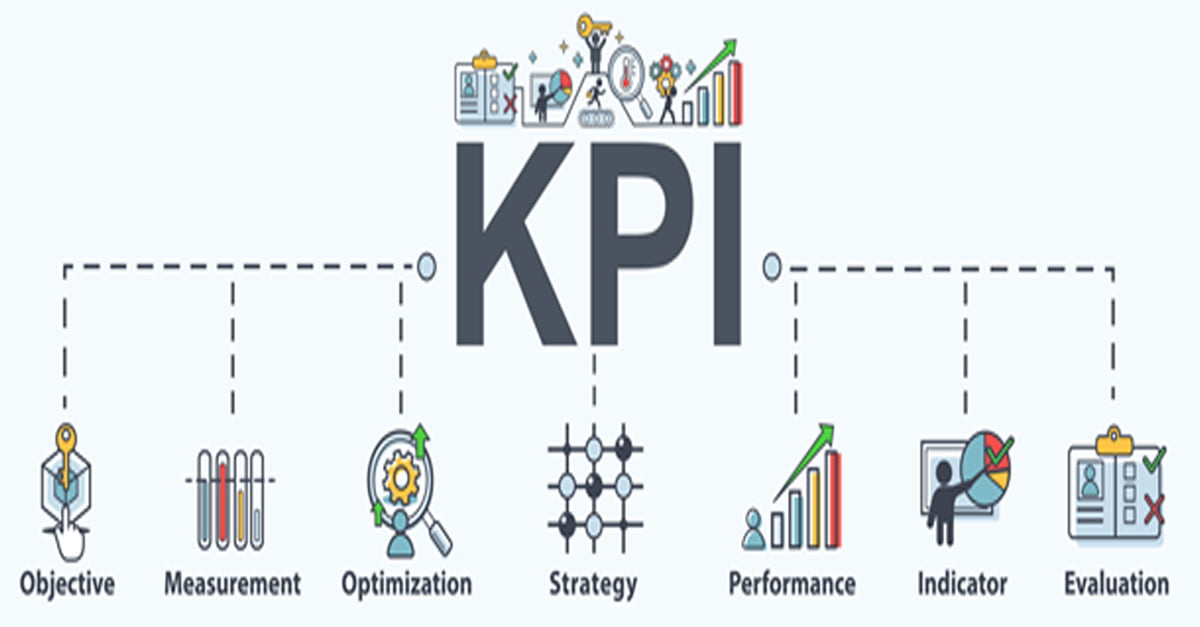 KPI
Objective
Measurement
Optimization
Strategy
Performance
Indicator
Evaluation